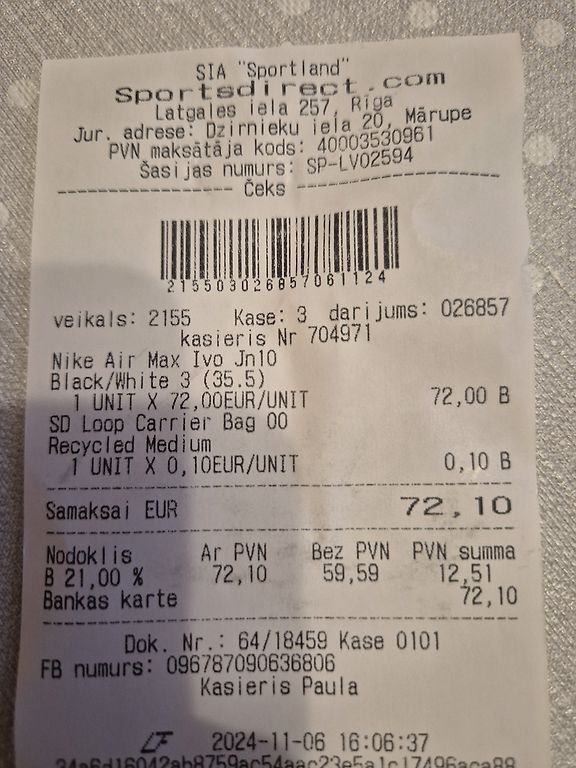 SIA "Sportland"
Sportsdirect.com
Latgales iela 257, Rīga
Jur. adrese: Dzirnieku iela 20, Mārupe
PVN maksātāja kods: 40003530961
Šasijas numurs: SP-LV02594
Čeks
215503026857061124
veikals: 2155 Kase: 3 darijums: 026857
kasieris Nr 704971
Nike Air Max Ivo Jn10
Black/White 3 (35.5)
1 UNIT X 72,00EUR/UNIT 72,00 B
SD Loop Carrier Bag 00
Recycled Medium
1 UNIT X 0,10EUR/UNIT 0,10 B
Samaksai EUR 72,10
Nodoklis Ar PVN Bez PVN PVN summa
B 21,00 % 72,10 59,59 12,51
Bankas karte 72,10
Dok. Nr.: 64/18459 Kase 0101
FB numurs: 096787090636806
Kasieris Paula
2024-11-06 16:06:37